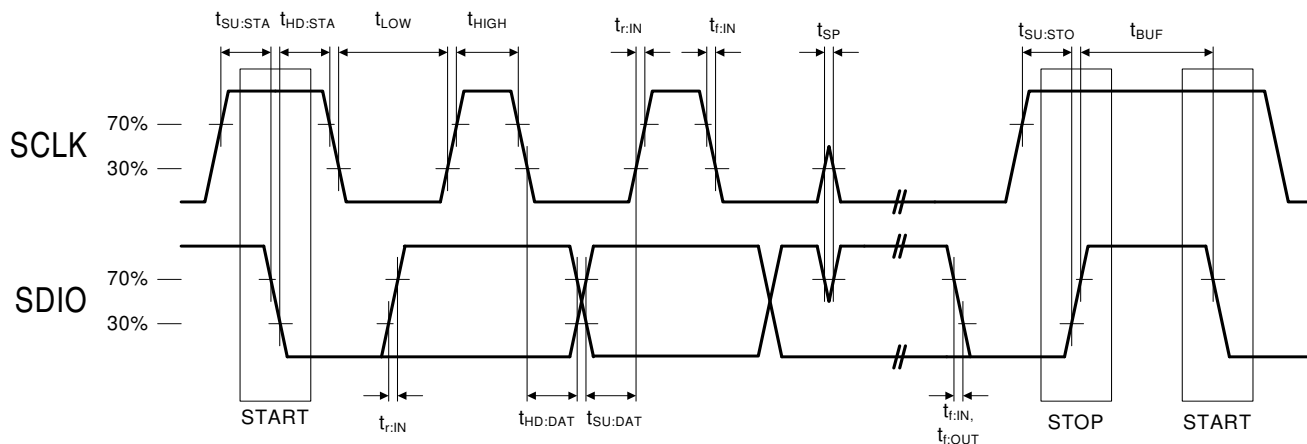 tSU:STA tHD:STA tLOW tHIGH tr:IN tf:IN tSP tSU:STO tBUF
SCLK
70%
30%
SDIO
70%
30%
START
tr:IN
tHD:DAT tSU:DAT
tf:IN,
tf:OUT
STOP
START